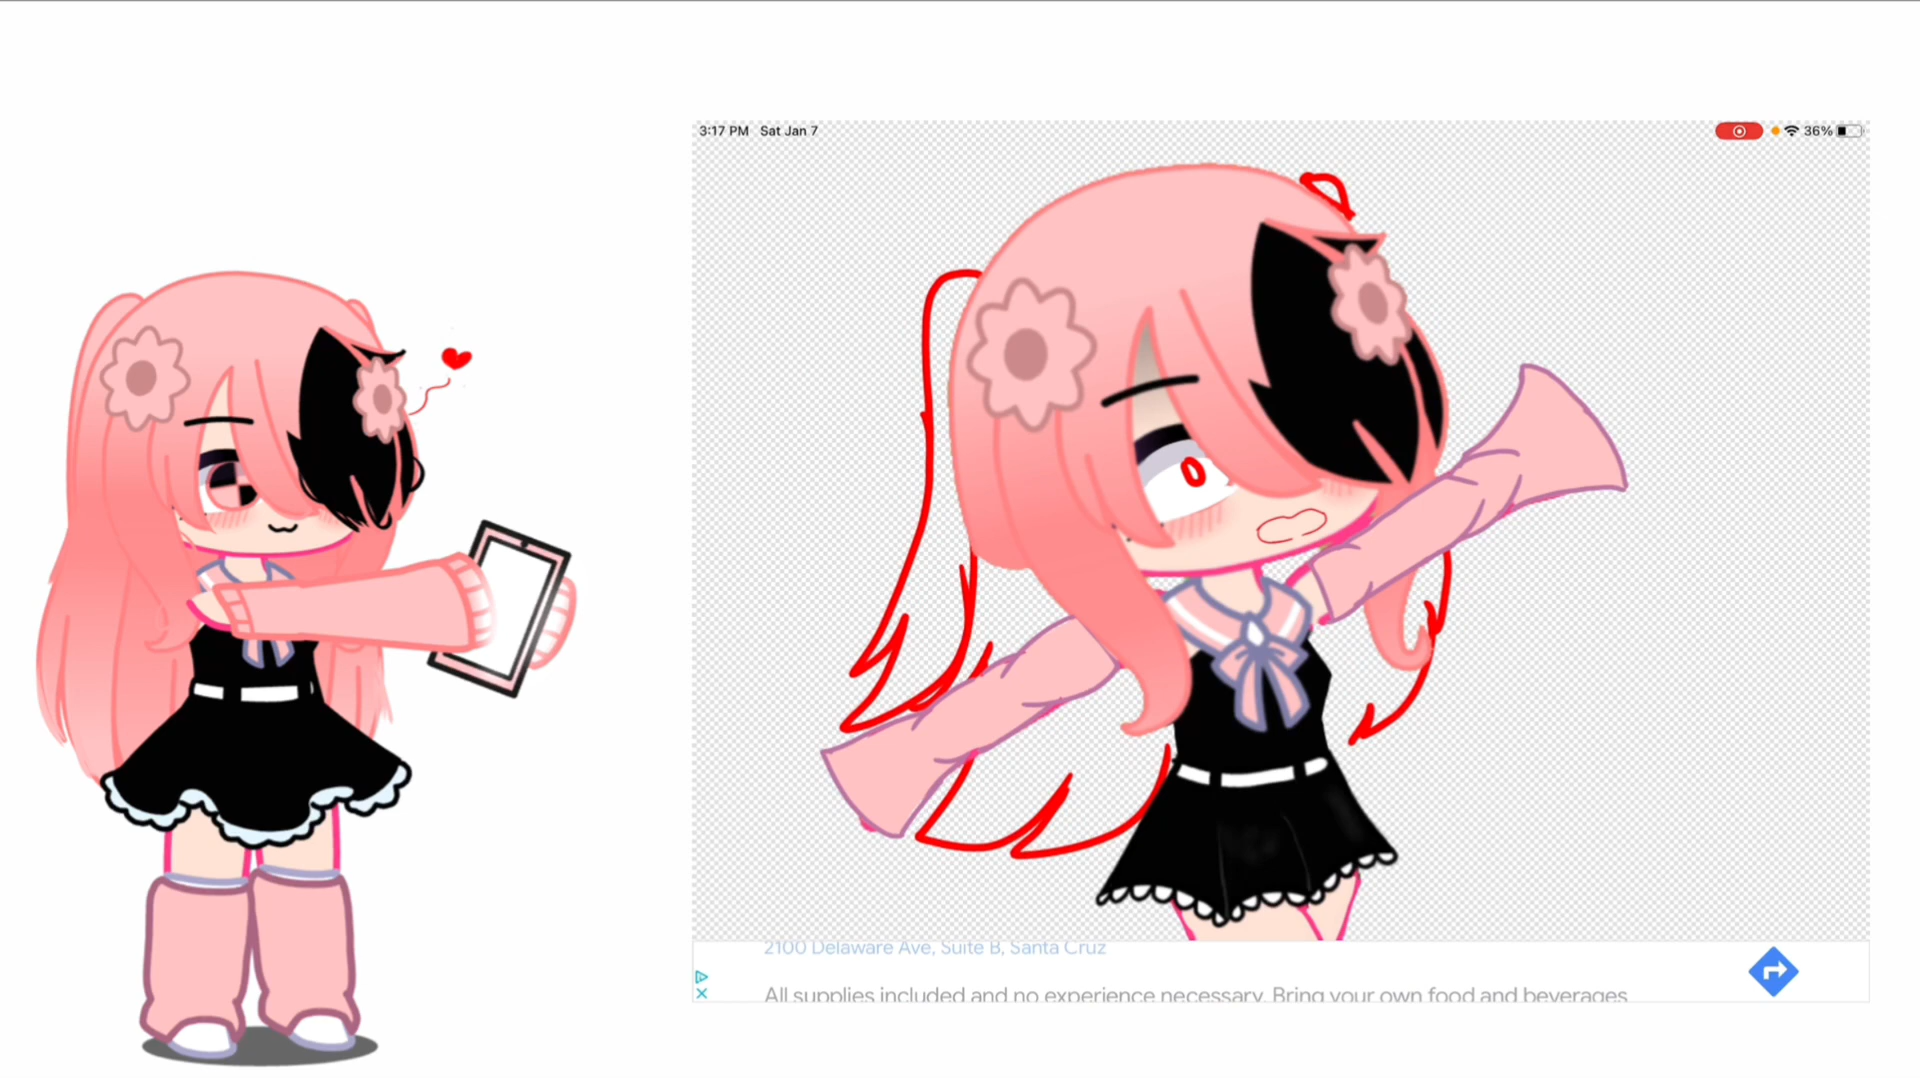 3:17 PM Sat Jan 7
36%
2100 Delaware Ave, Suite B, Santa Cruz
All supplies included and no experience necessary. Bring your own food and beverages